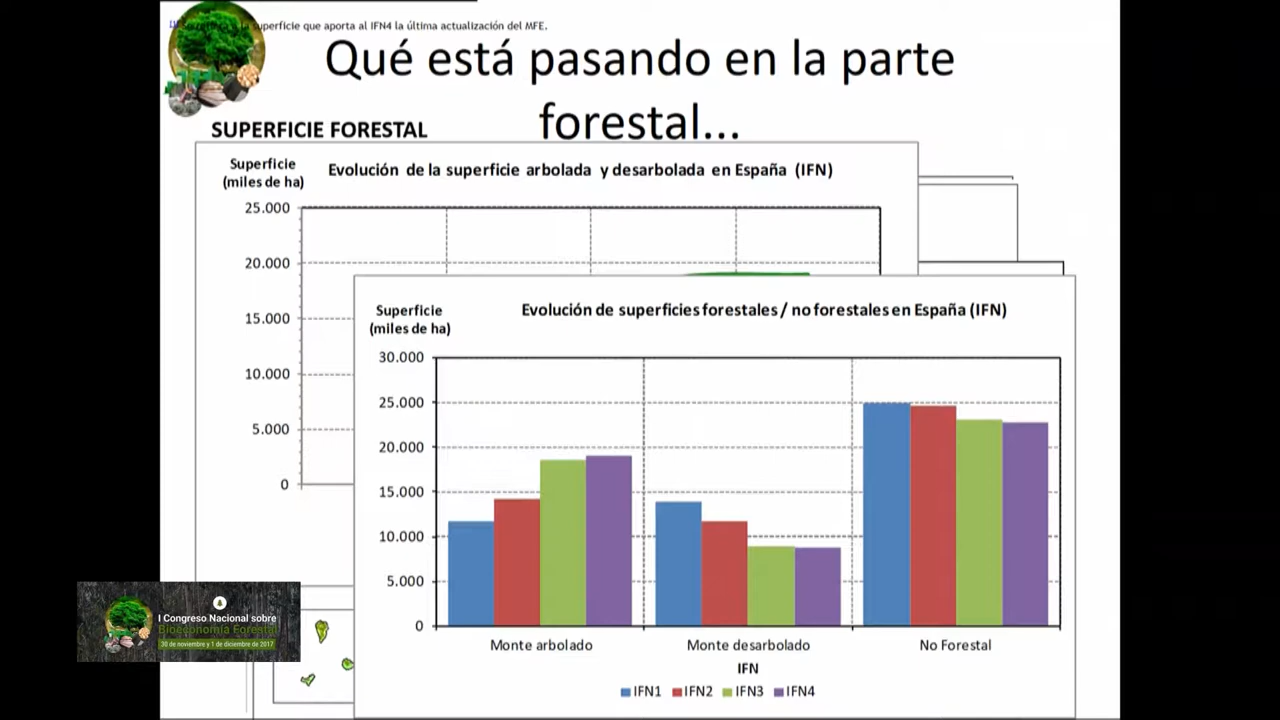 superficie que aporta al IFN4 la última actualización del MFE.
Qué está pasando en la parte
forestal...
SUPERFICIE FORESTAL
Superficie
(miles de ha)
Evolución de la superficie arbolada y desarbolada en España (IFN)
25.000
20.000
15.000
10.000
5.000
0
Superficie
(miles de ha)
Evolución de superficies forestales / no forestales en España (IFN)
30.000
25.000
20.000
15.000
10.000
5.000
0
Monte arbolado
Monte desarbolado
No Forestal
IFN
IFN1 IFN2 IFN3 IFN4
I Congreso Nacional sobre
Bioeconomía Forestal
30 de noviembre y 1 de diciembre de 2017